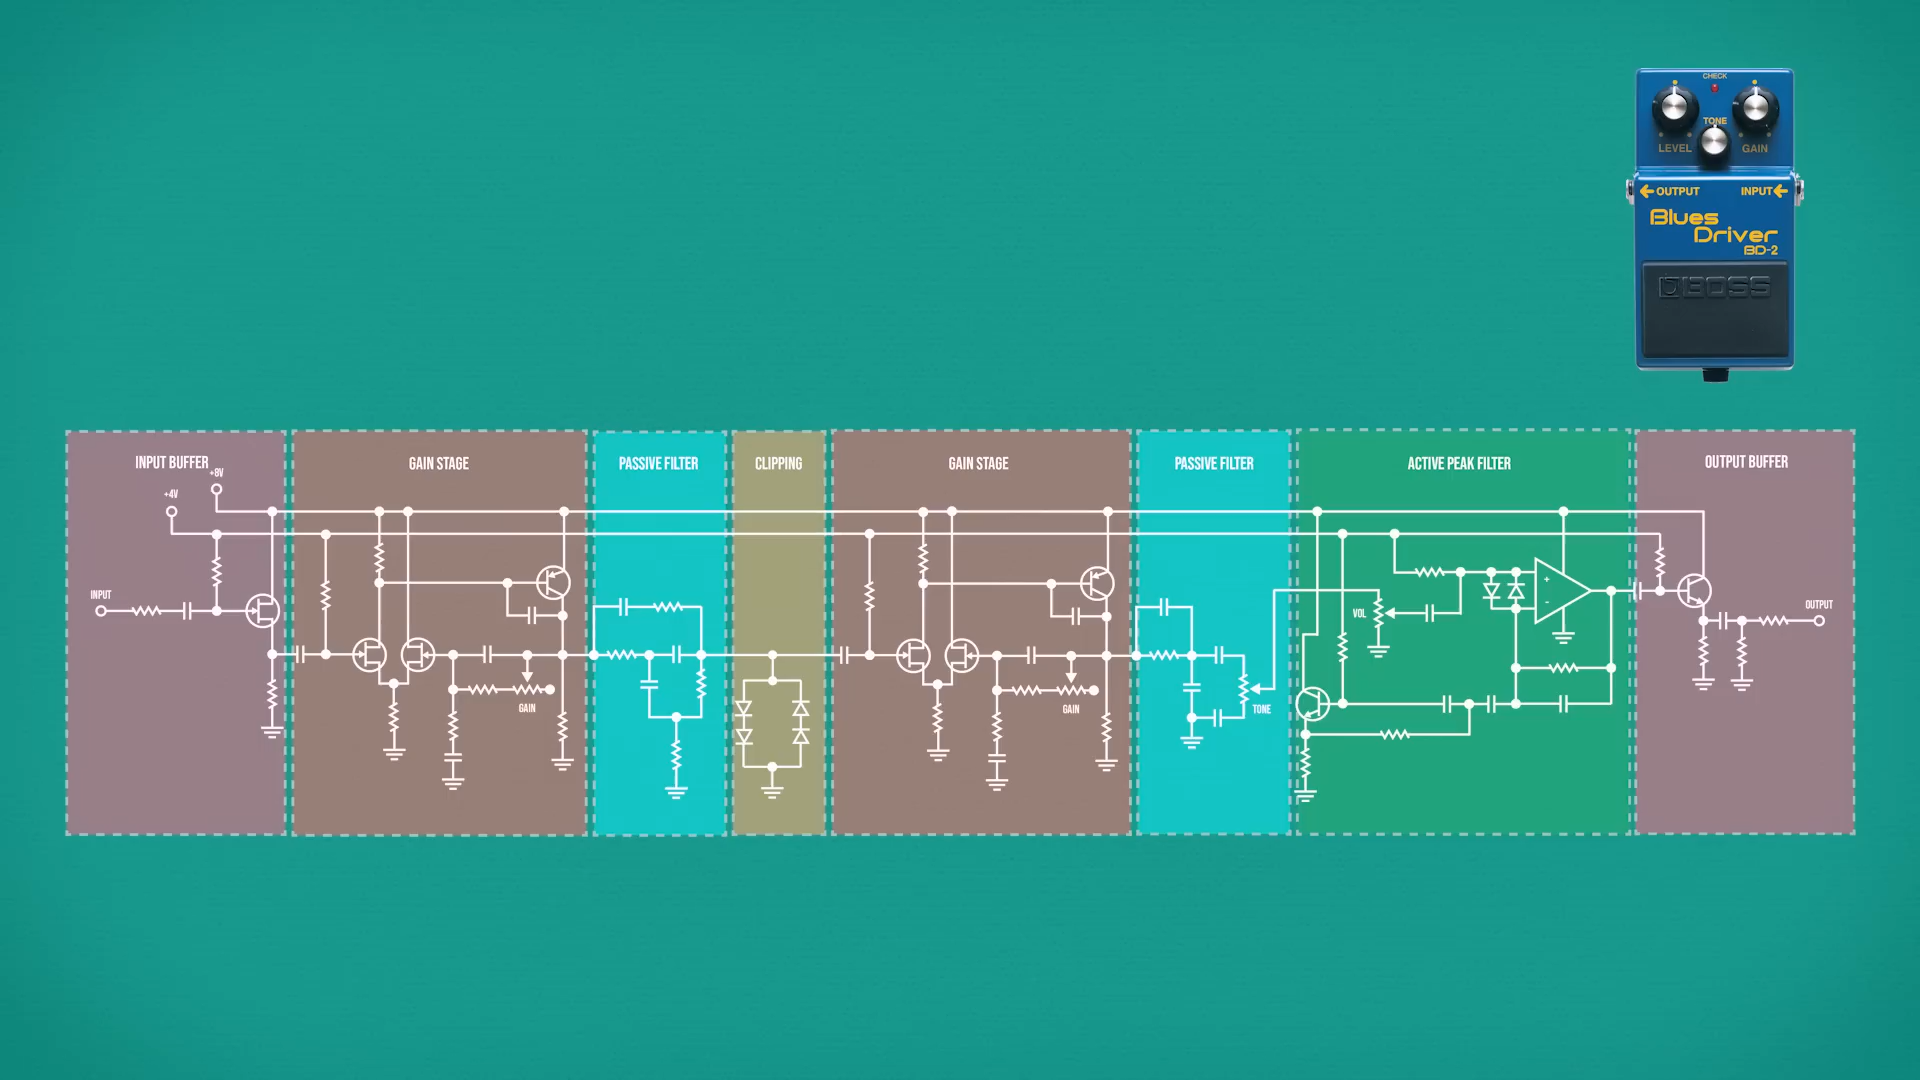 CHECK
TONE
LEVEL
GAIN
OUTPUT
INPUT
Blues
Driver
BD-2
BOSS
INPUT BUFFER
GAIN STAGE
PASSIVE FILTER
CLIPPING
GAIN STAGE
PASSIVE FILTER
ACTIVE PEAK FILTER
OUTPUT BUFFER
+8V
+4V
INPUT
+
-
VOL
OUTPUT
GAIN
GAIN
TONE